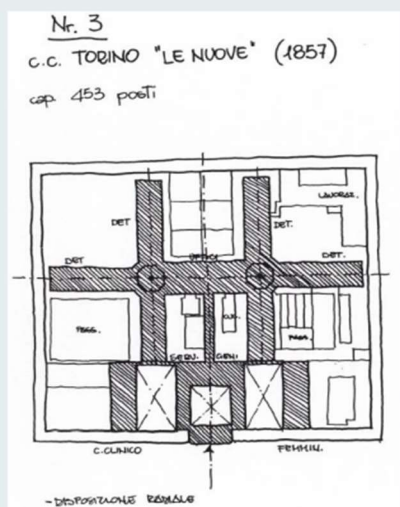 Nr. 3
C.C. TORINO "LE NUOVE" (1857)
cap. 453 posti
LAVORAZ.
DET
DET.
DET
DET.
PASS.
PASS.
SERV. GEN.
C.CLINICO
FEMMIN.
- DISPOSIZIONE RADIALE